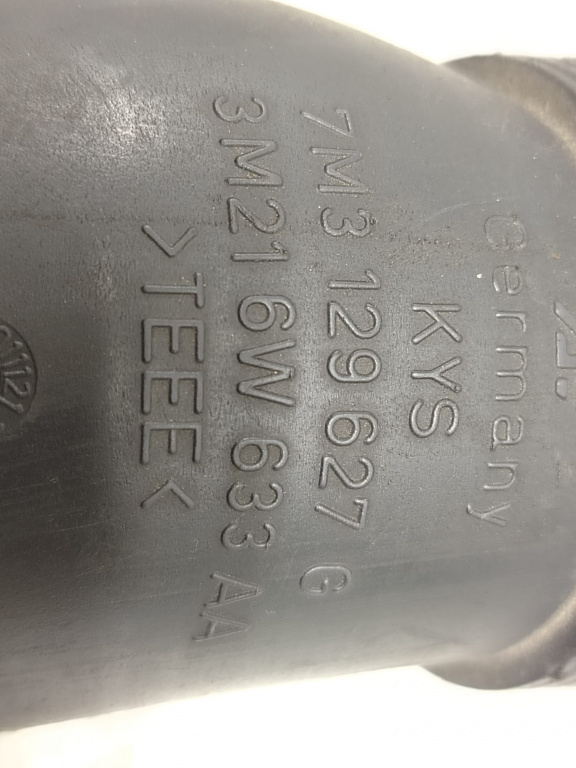 Germany
KYS
7M3 129 627 G
3M21 6W 633 AA
>TEEE<